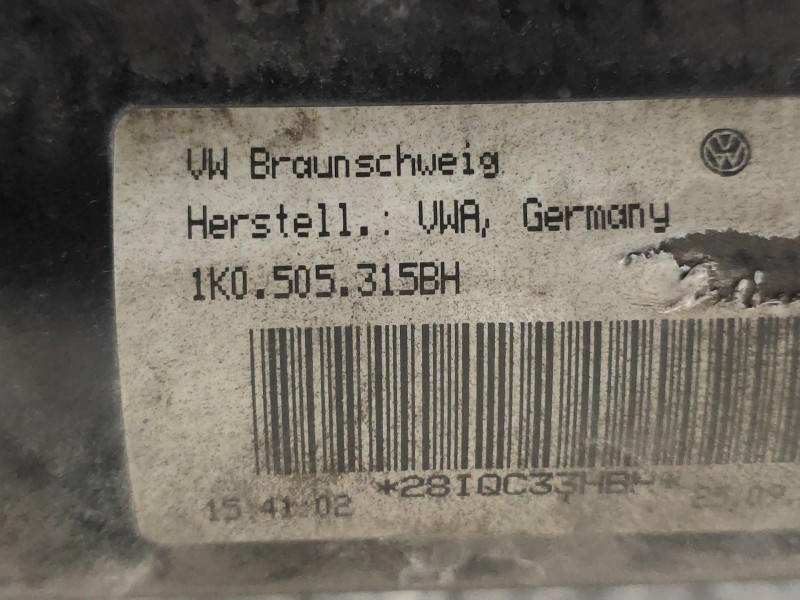 VW Braunschweig
Herstell.: VWA, Germany
1K0.505.315BH
*28IQC33HBH*
15:41:02